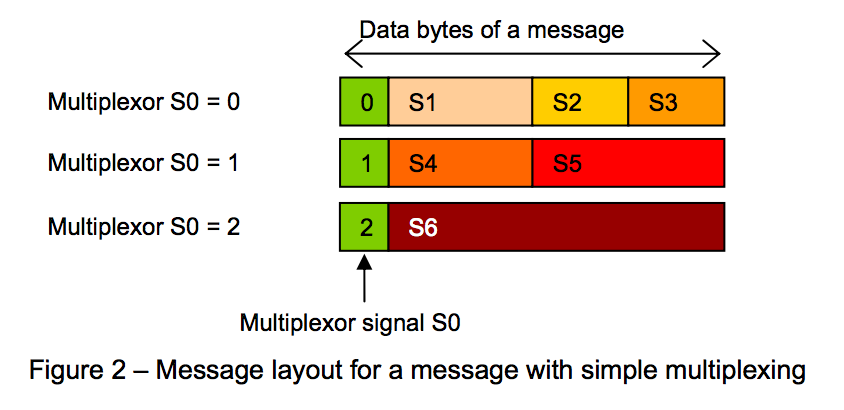 Data bytes of a message
Multiplexor S0 = 0 0 S1 S2 S3
Multiplexor S0 = 1 1 S4 S5
Multiplexor S0 = 2 2 S6
Multiplexor signal S0
Figure 2 – Message layout for a message with simple multiplexing